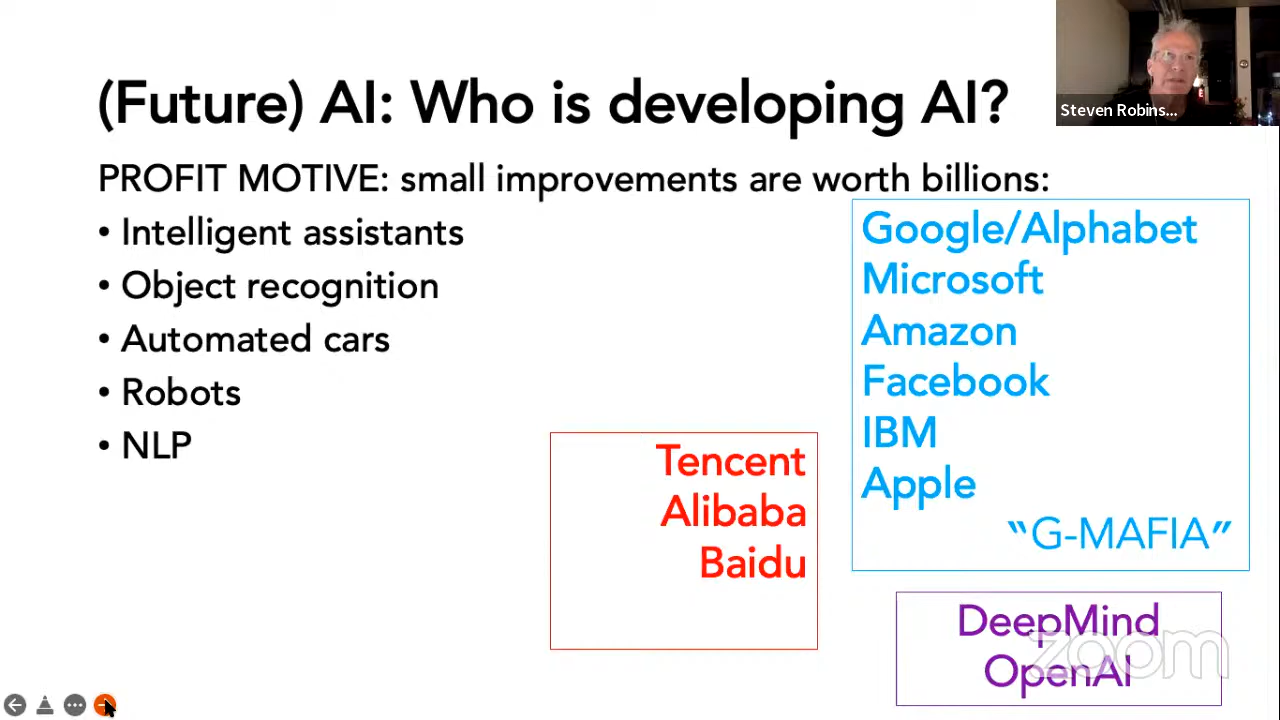 (Future) AI: Who is developing AI?
Steven Robins...
PROFIT MOTIVE: small improvements are worth billions:
• Intelligent assistants
• Object recognition
• Automated cars
• Robots
• NLP
Google/Alphabet
Microsoft
Amazon
Facebook
IBM
Apple
“G-MAFIA”
Tencent
Alibaba
Baidu
DeepMind
OpenAI
zoom